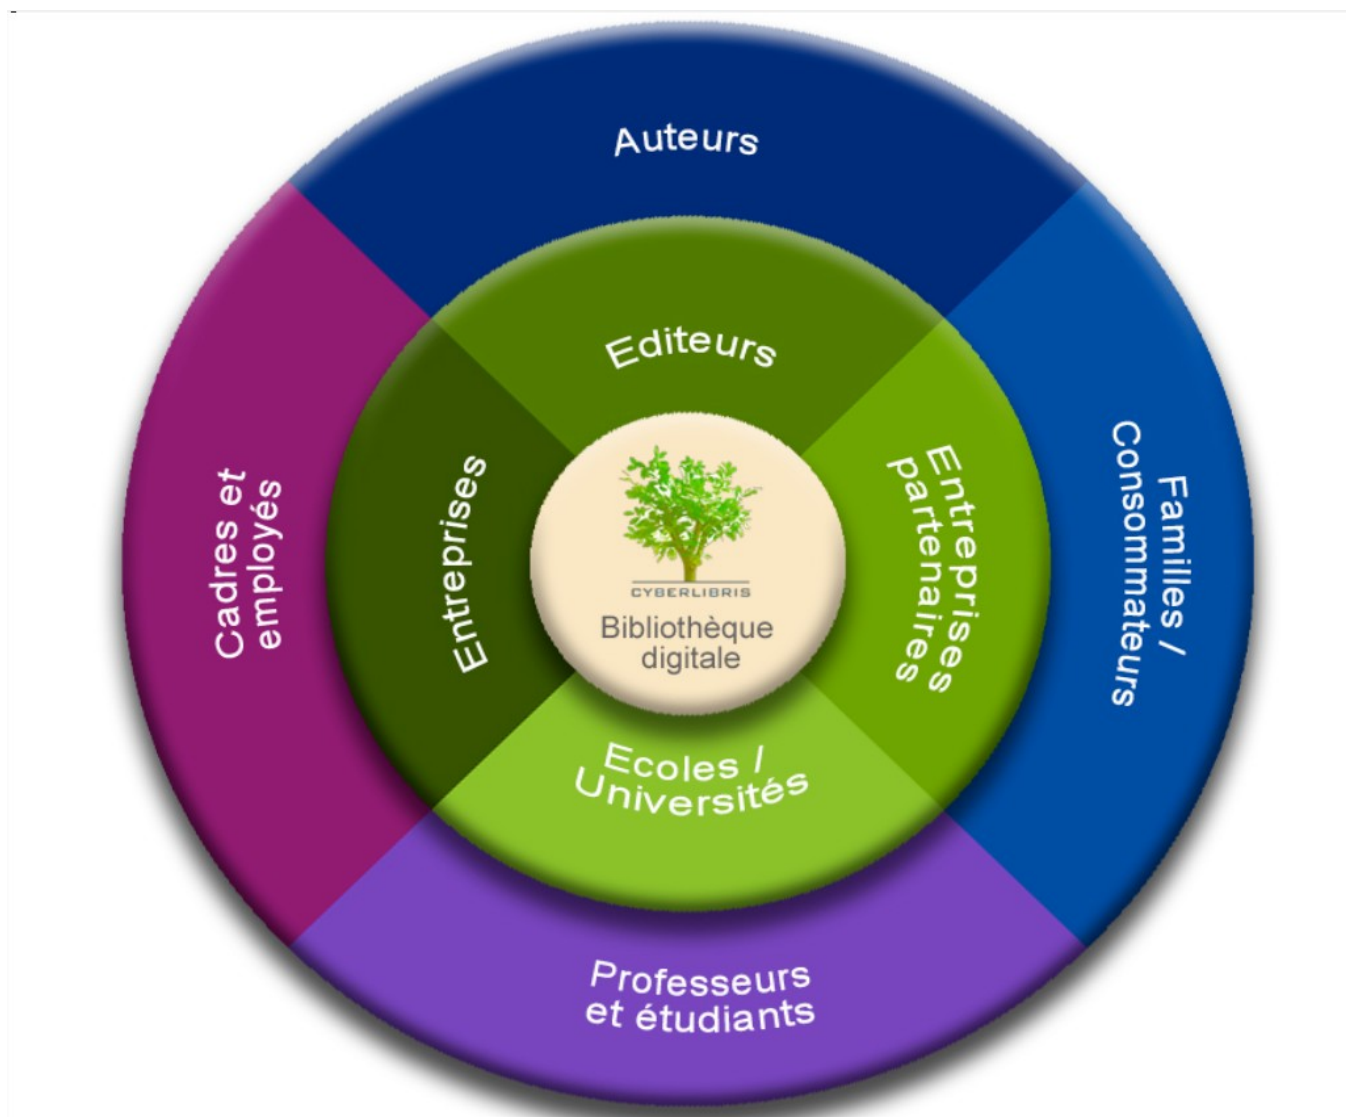 Auteurs
Editeurs
Cadres et
employés
Entreprises
CYBERLIBRIS
Bibliothèque
digitale
Entreprises
partenaires
Familles /
Consommateurs
Ecoles /
Universités
Professeurs
et étudiants